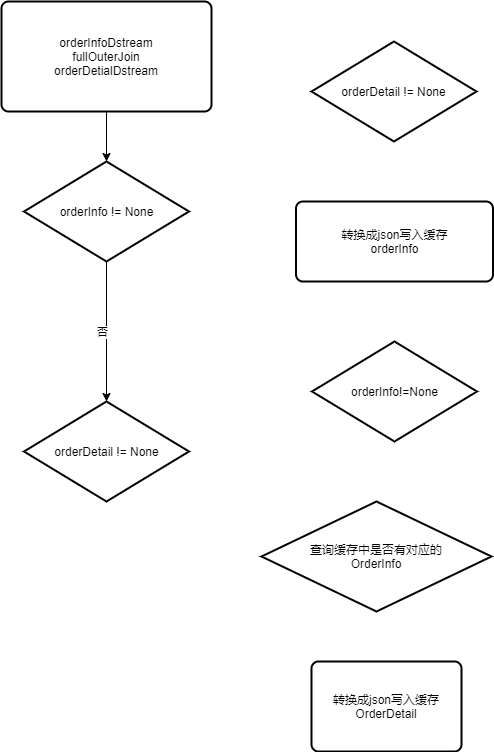 orderInfoDstream
fullOuterJoin
orderDetialDstream
orderDetail != None
orderInfo != None
转换成json写入缓存
orderInfo
否
orderInfo!=None
orderDetail != None
查询缓存中是否有对应的
OrderInfo
转换成json写入缓存
OrderDetail